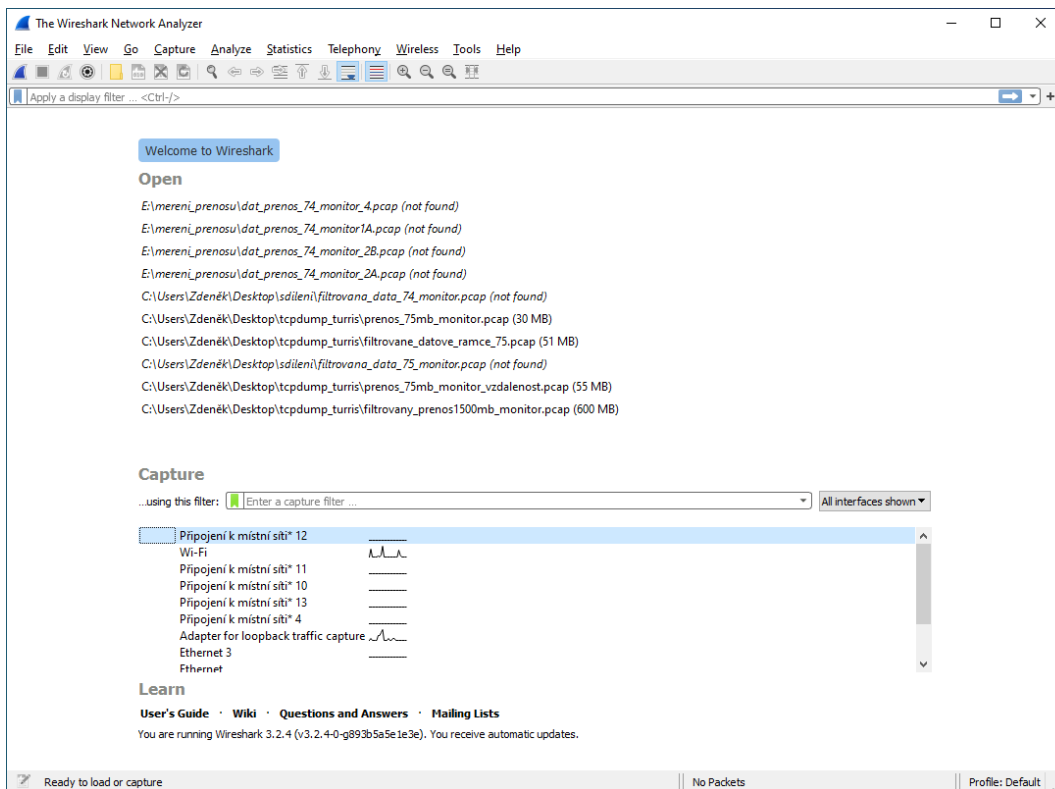 The Wireshark Network Analyzer
File Edit View Go Capture Analyze Statistics Telephony Wireless Tools Help
Apply a display filter ... <Ctrl-/>
+
Welcome to Wireshark
Open
E:\mereni_prenosu\dat_prenos_74_monitor_4.pcap (not found)
E:\mereni_prenosu\dat_prenos_74_monitor1A.pcap (not found)
E:\mereni_prenosu\dat_prenos_74_monitor_2B.pcap (not found)
E:\mereni_prenosu\dat_prenos_74_monitor_2A.pcap (not found)
C:\Users\Zdeněk\Desktop\sdileni\filtrovana_data_74_monitor.pcap (not found)
C:\Users\Zdeněk\Desktop\tcpdump_turris\prenos_75mb_monitor.pcap (30 MB)
C:\Users\Zdeněk\Desktop\tcpdump_turris\filtrovane_datove_ramce_75.pcap (51 MB)
C:\Users\Zdeněk\Desktop\sdileni\filtrovana_data_75_monitor.pcap (not found)
C:\Users\Zdeněk\Desktop\tcpdump_turris\prenos_75mb_monitor_vzdalenost.pcap (55 MB)
C:\Users\Zdeněk\Desktop\tcpdump_turris\filtrovany_prenos1500mb_monitor.pcap (600 MB)
Capture
...using this filter: Enter a capture filter ... All interfaces shown
Připojení k místní síti* 12
Wi-Fi
Připojení k místní síti* 11
Připojení k místní síti* 10
Připojení k místní síti* 13
Připojení k místní síti* 4
Adapter for loopback traffic capture
Ethernet 3
Ethernet
Learn
User's Guide · Wiki · Questions and Answers · Mailing Lists
You are running Wireshark 3.2.4 (v3.2.4-0-g893b5a5e1e3e). You receive automatic updates.
Ready to load or capture No Packets Profile: Default